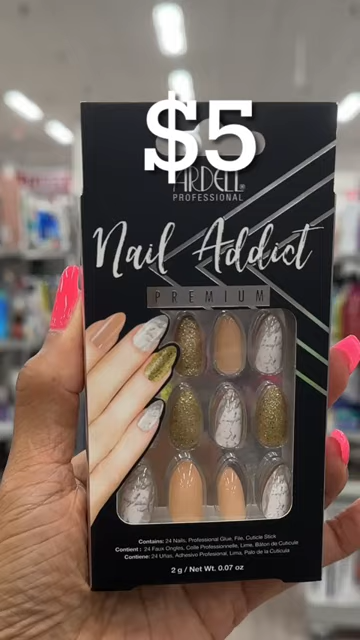 $5
ARDELL®
PROFESSIONAL
Nail Addict
PREMIUM
Contains: 24 Nails, Professional Glue, File, Cuticle Stick
Contient : 24 Faux Ongles, Colle Professionnelle, Lime, Bâton de Cuticule
Contiene: 24 Uñas, Adhesivo Profesional, Lima, Palo de la Cutícula
2 g / Net Wt. 0.07 oz